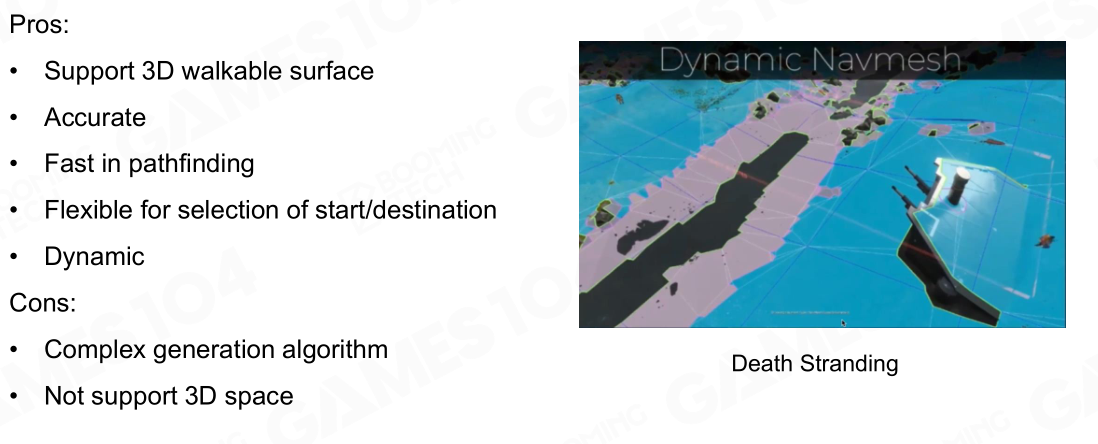 Pros:
• Support 3D walkable surface
• Accurate
• Fast in pathfinding
• Flexible for selection of start/destination
• Dynamic
Cons:
• Complex generation algorithm
• Not support 3D space
Dynamic Navmesh
Death Stranding
GAMES104
BOOMING TECH